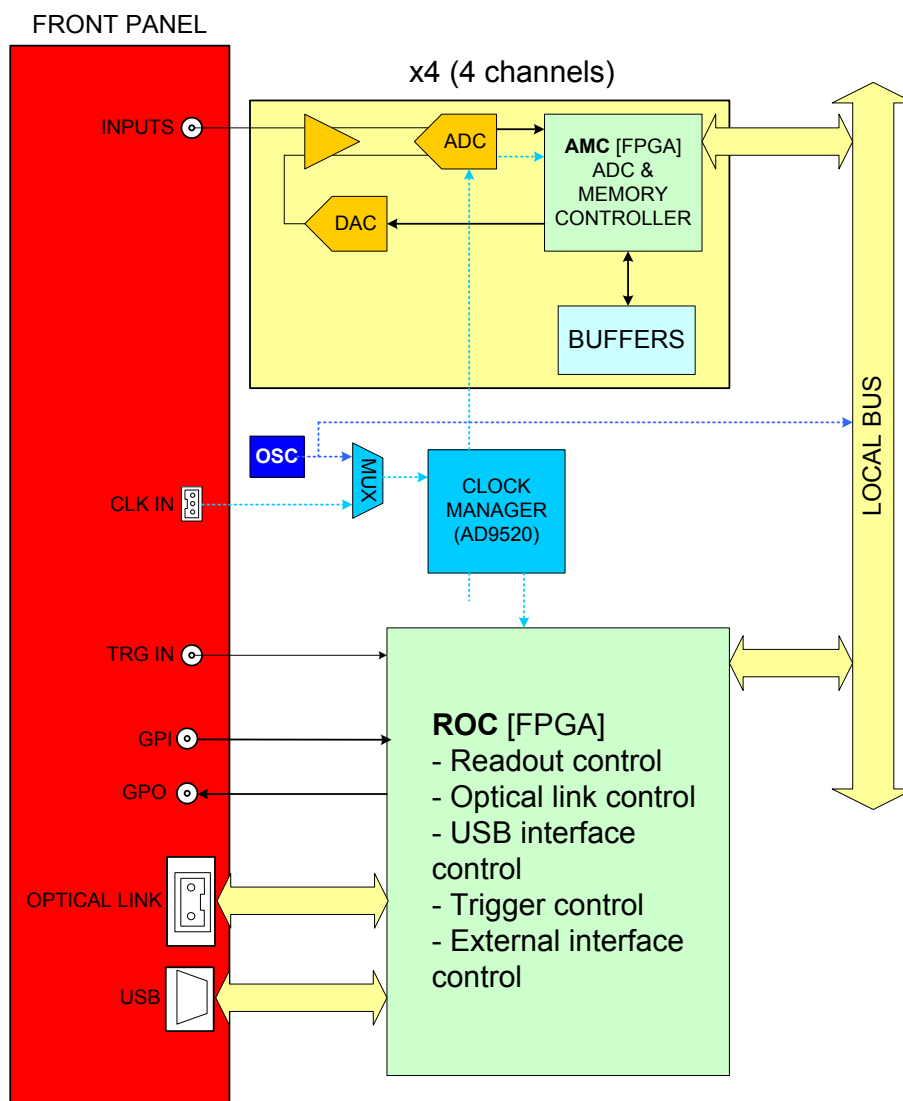 FRONT PANEL
x4 (4 channels)
INPUTS
ADC
AMC [FPGA]
ADC &
MEMORY
CONTROLLER
DAC
BUFFERS
LOCAL BUS
OSC
MUX
CLK IN
CLOCK
MANAGER
(AD9520)
TRG IN
GPI
GPO
OPTICAL LINK
USB
ROC [FPGA]
- Readout control
- Optical link control
- USB interface
control
- Trigger control
- External interface
control